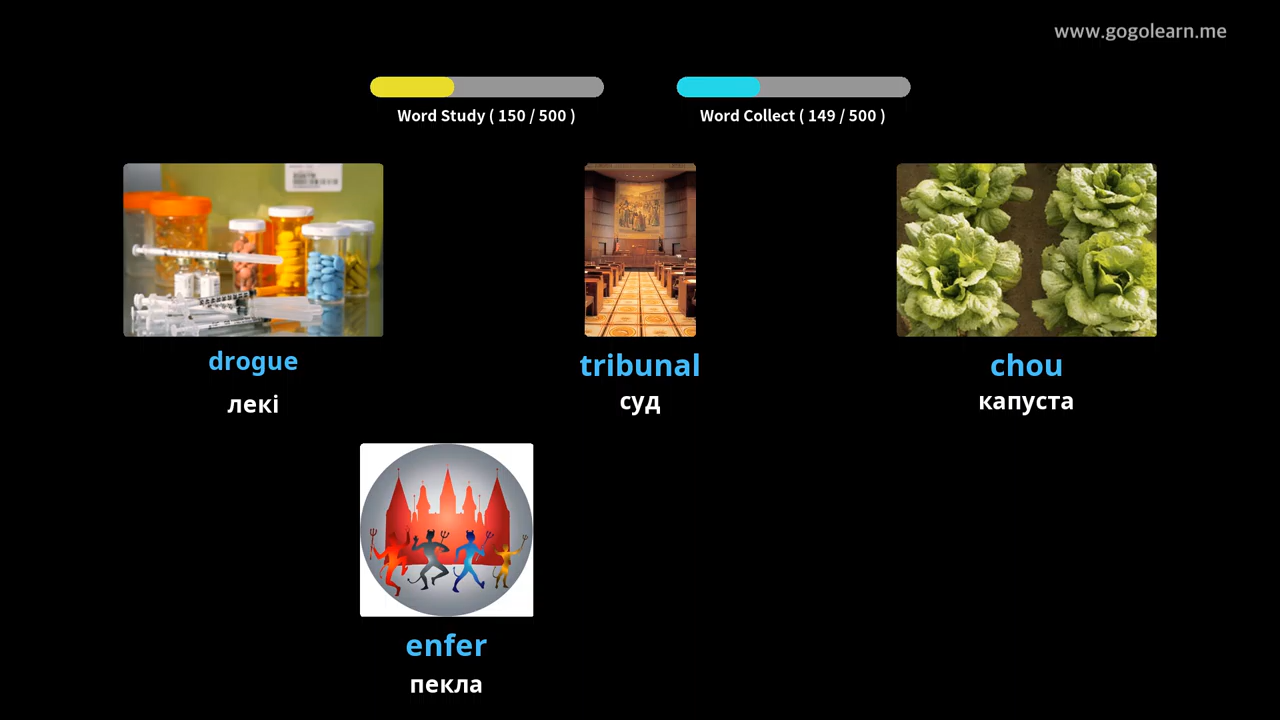 www.gogolearn.me
Word Study ( 150 / 500 )
Word Collect ( 149 / 500 )
drogue
лекі
tribunal
суд
chou
капуста
enfer
пекла